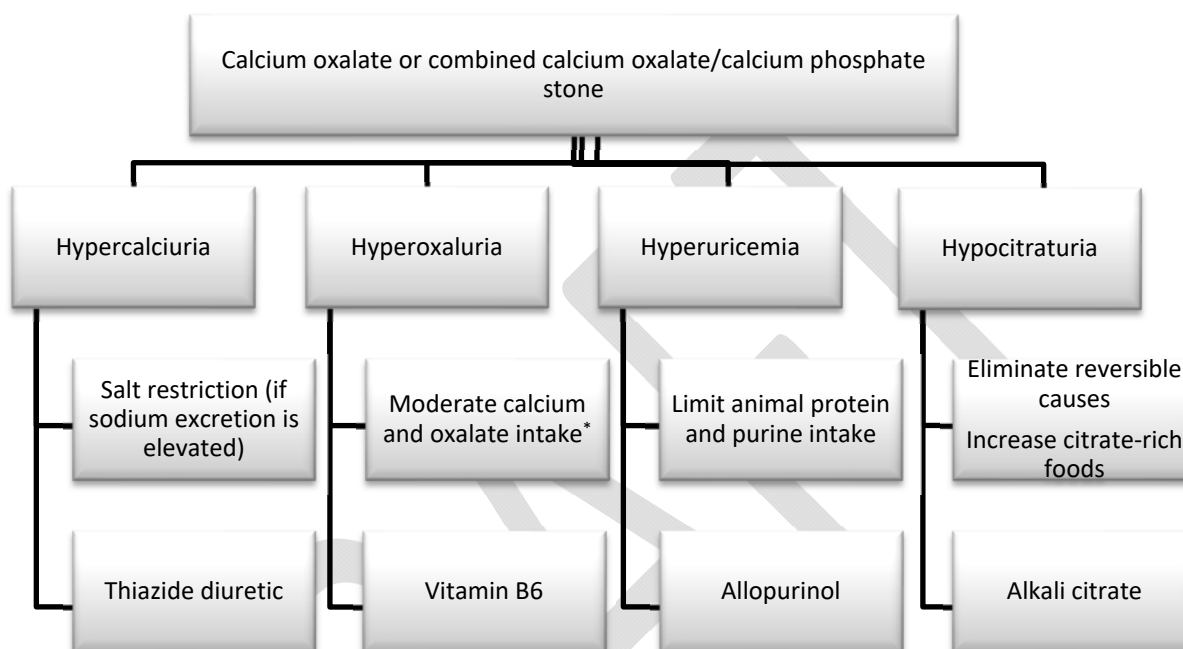 Calcium oxalate or combined calcium oxalate/calcium phosphate
stone
Hypercalciuria
Hyperoxaluria
Hyperuricemia
Hypocitraturia
Salt restriction (if
sodium excretion is
elevated)
Moderate calcium
and oxalate intake*
Limit animal protein
and purine intake
Eliminate reversible
causes
Increase citrate-rich
foods
Thiazide diuretic
Vitamin B6
Allopurinol
Alkali citrate